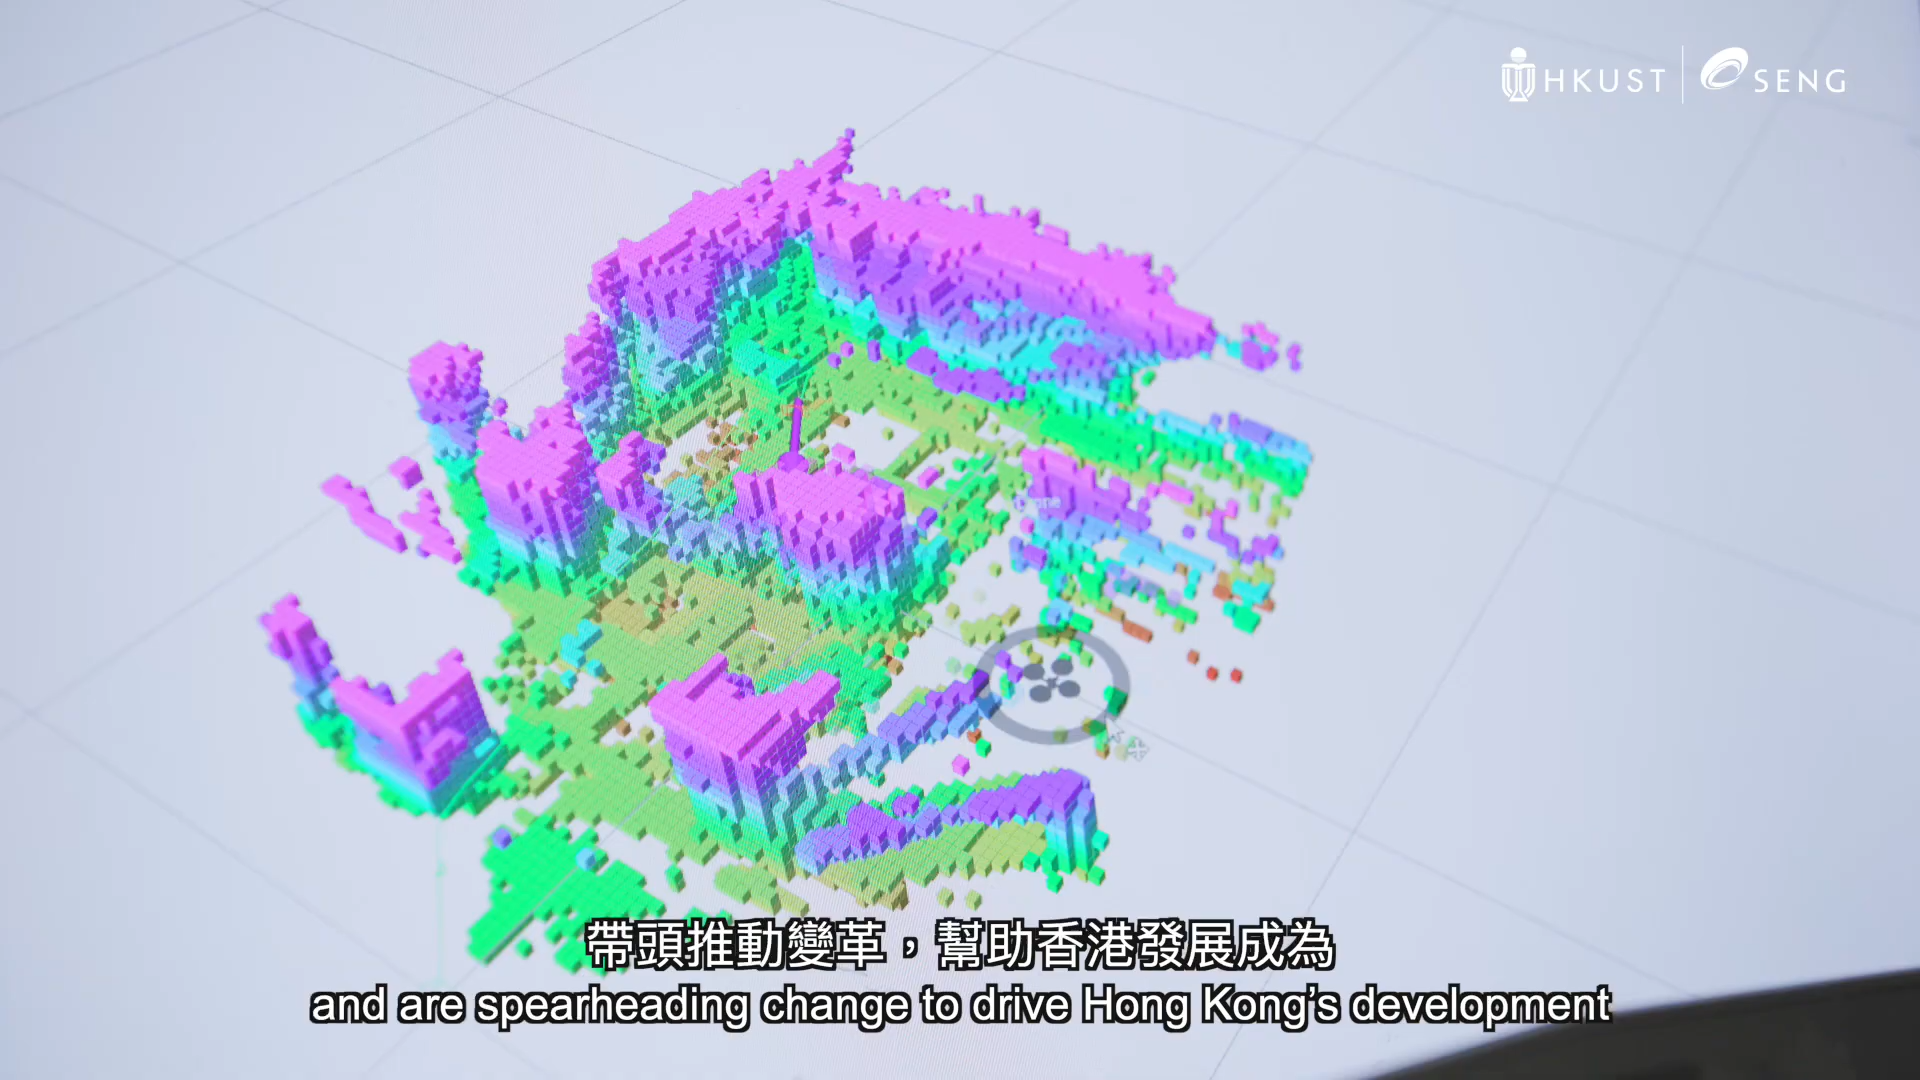 HKUST SENG
帶頭推動變革，幫助香港發展成為
and are spearheading change to drive Hong Kong's development